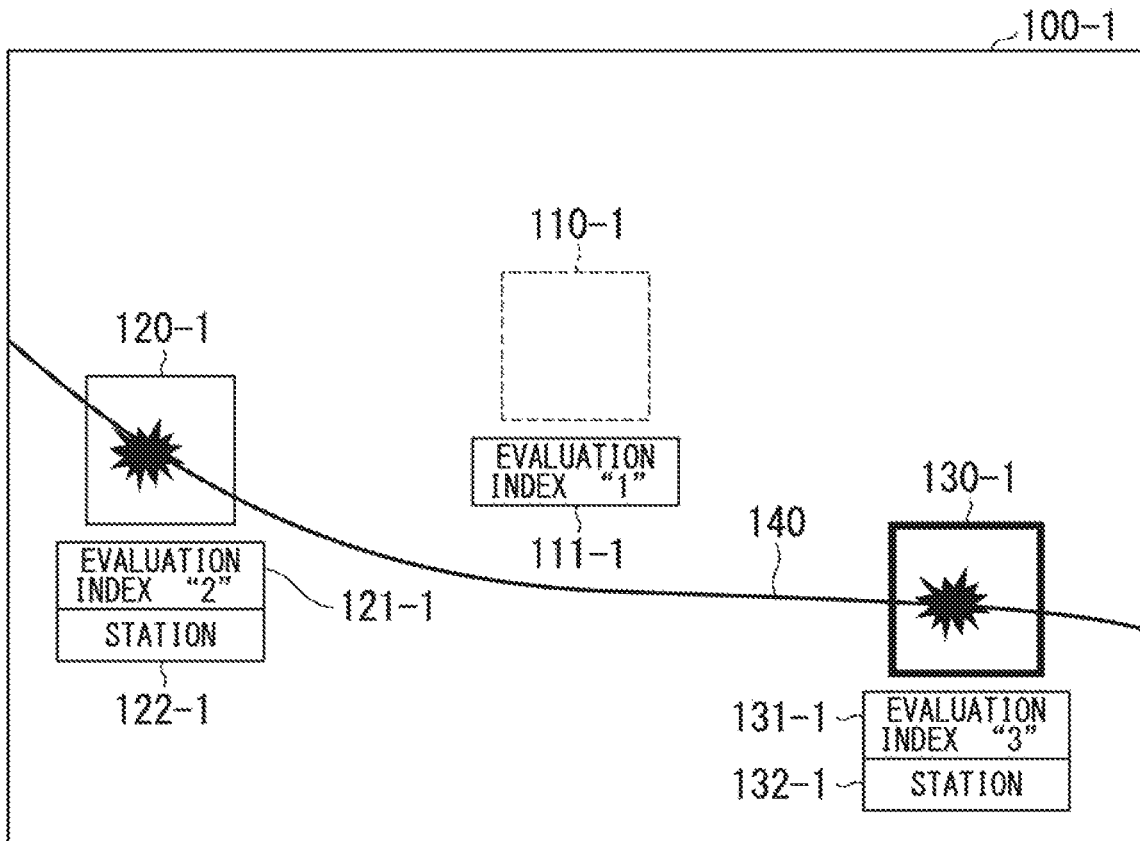 100-1
110-1
120-1
EVALUATION
INDEX “1”
111-1
130-1
140
EVALUATION
INDEX “2”
121-1
STATION
122-1
131-1
EVALUATION
INDEX “3”
132-1
STATION